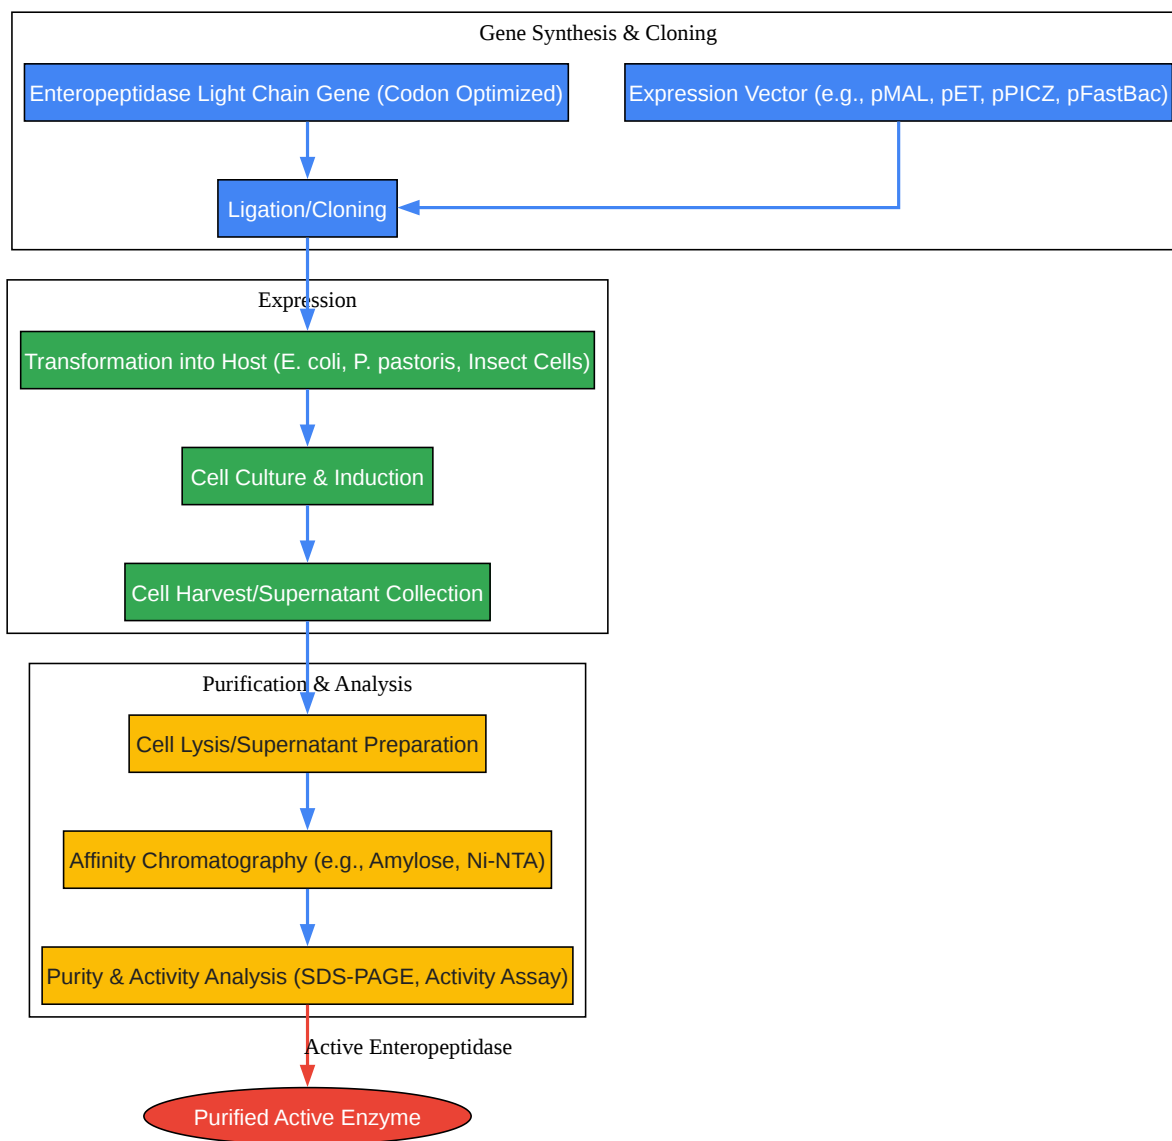 Gene Synthesis & Cloning
Enteropeptidase Light Chain Gene (Codon Optimized)
Expression Vector (e.g., pMAL, pET, pPICZ, pFastBac)
Ligation/Cloning
Expression
Transformation into Host (E. coli, P. pastoris, Insect Cells)
Cell Culture & Induction
Cell Harvest/Supernatant Collection
Purification & Analysis
Cell Lysis/Supernatant Preparation
Affinity Chromatography (e.g., Amylose, Ni-NTA)
Purity & Activity Analysis (SDS-PAGE, Activity Assay)
Active Enteropeptidase
Purified Active Enzyme